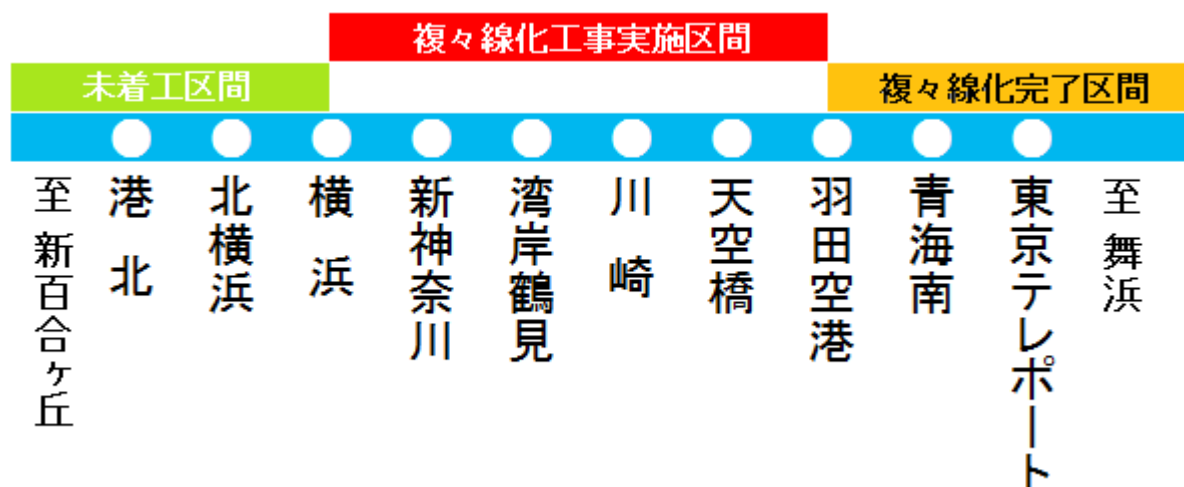 複々線化工事実施区間
未着工区間
複々線化完了区間
至 新百合ヶ丘
港北
北横浜
横浜
新神奈川
湾岸鶴見
川崎
天空橋
羽田空港
青海南
東京テレポート
至 舞浜